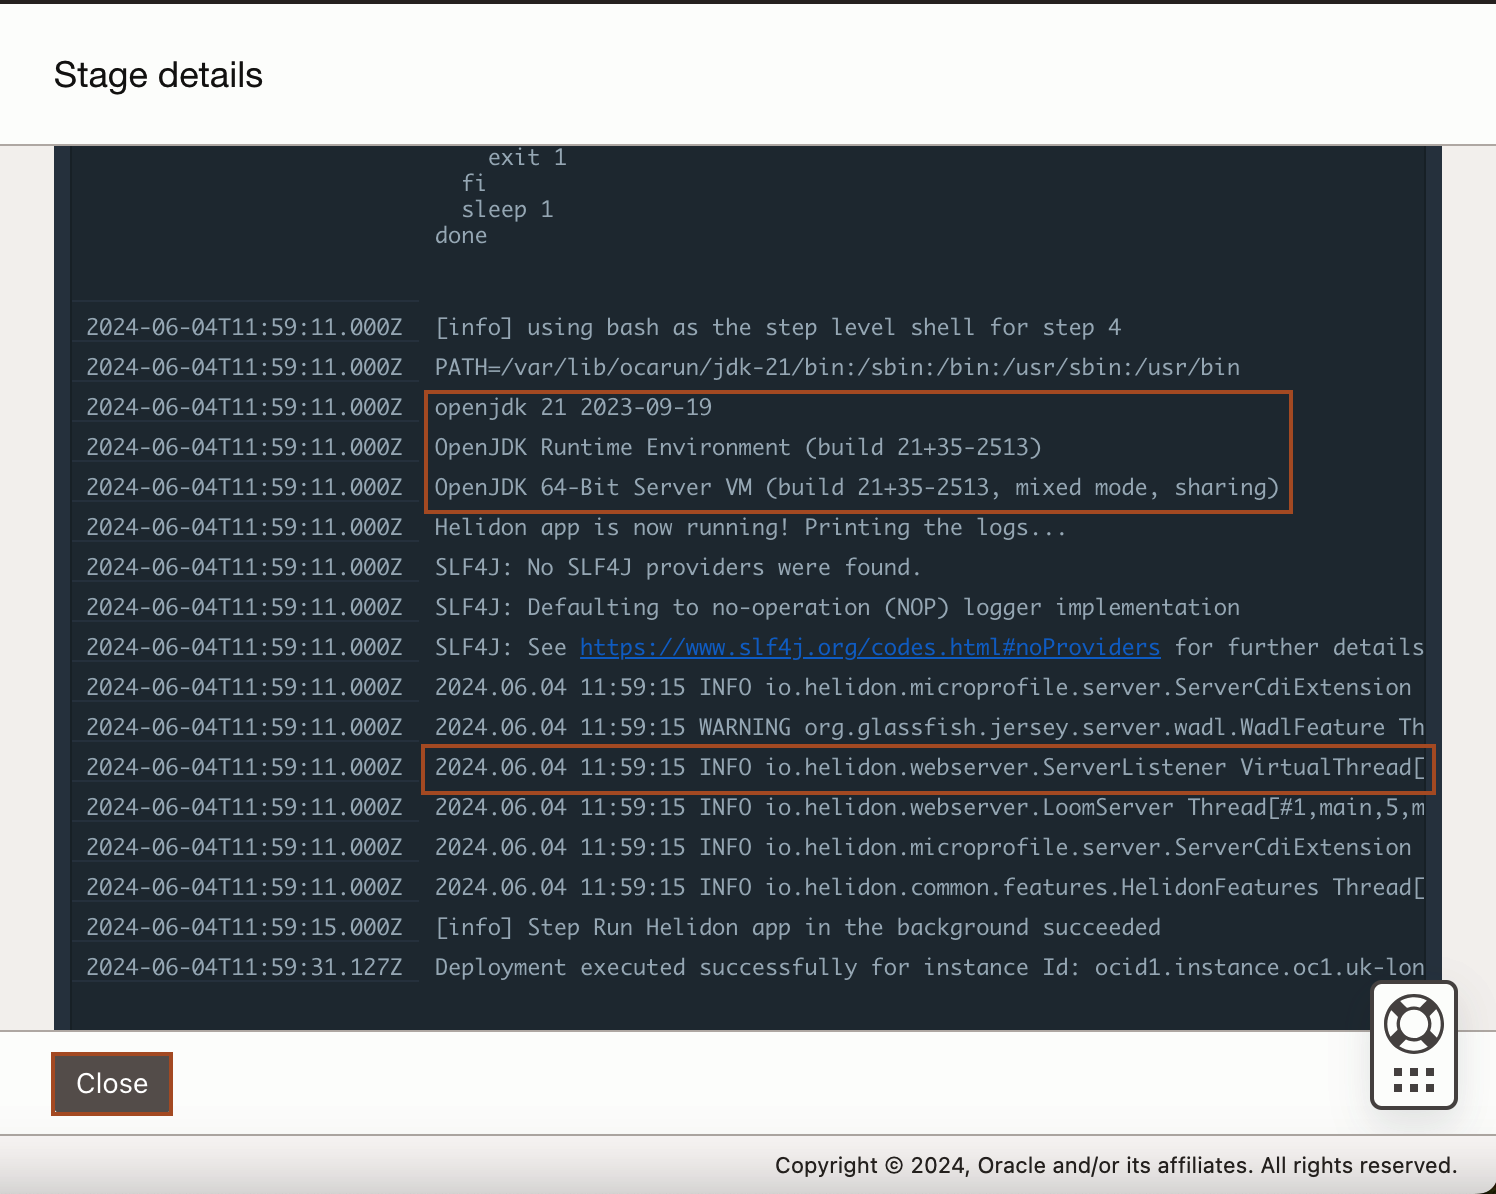 Stage details
exit 1
fi
sleep 1
done
2024-06-04T11:59:11.000Z [info] using bash as the step level shell for step 4
2024-06-04T11:59:11.000Z PATH=/var/lib/ocarun/jdk-21/bin:/sbin:/bin:/usr/sbin:/usr/bin
2024-06-04T11:59:11.000Z openjdk 21 2023-09-19
2024-06-04T11:59:11.000Z OpenJDK Runtime Environment (build 21+35-2513)
2024-06-04T11:59:11.000Z OpenJDK 64-Bit Server VM (build 21+35-2513, mixed mode, sharing)
2024-06-04T11:59:11.000Z Helidon app is now running! Printing the logs...
2024-06-04T11:59:11.000Z SLF4J: No SLF4J providers were found.
2024-06-04T11:59:11.000Z SLF4J: Defaulting to no-operation (NOP) logger implementation
2024-06-04T11:59:11.000Z SLF4J: See https://www.slf4j.org/codes.html#noProviders for further details
2024-06-04T11:59:11.000Z 2024.06.04 11:59:15 INFO io.helidon.microprofile.server.ServerCdiExtension
2024-06-04T11:59:11.000Z 2024.06.04 11:59:15 WARNING org.glassfish.jersey.server.wadl.WadlFeature Th
2024-06-04T11:59:11.000Z 2024.06.04 11:59:15 INFO io.helidon.webserver.ServerListener VirtualThread[
2024-06-04T11:59:11.000Z 2024.06.04 11:59:15 INFO io.helidon.webserver.LoomServer Thread[#1,main,5,m
2024-06-04T11:59:11.000Z 2024.06.04 11:59:15 INFO io.helidon.microprofile.server.ServerCdiExtension
2024-06-04T11:59:11.000Z 2024.06.04 11:59:15 INFO io.helidon.common.features.HelidonFeatures Thread[
2024-06-04T11:59:15.000Z [info] Step Run Helidon app in the background succeeded
2024-06-04T11:59:31.127Z Deployment executed successfully for instance Id: ocid1.instance.oc1.uk-lon
Close
Copyright © 2024, Oracle and/or its affiliates. All rights reserved.